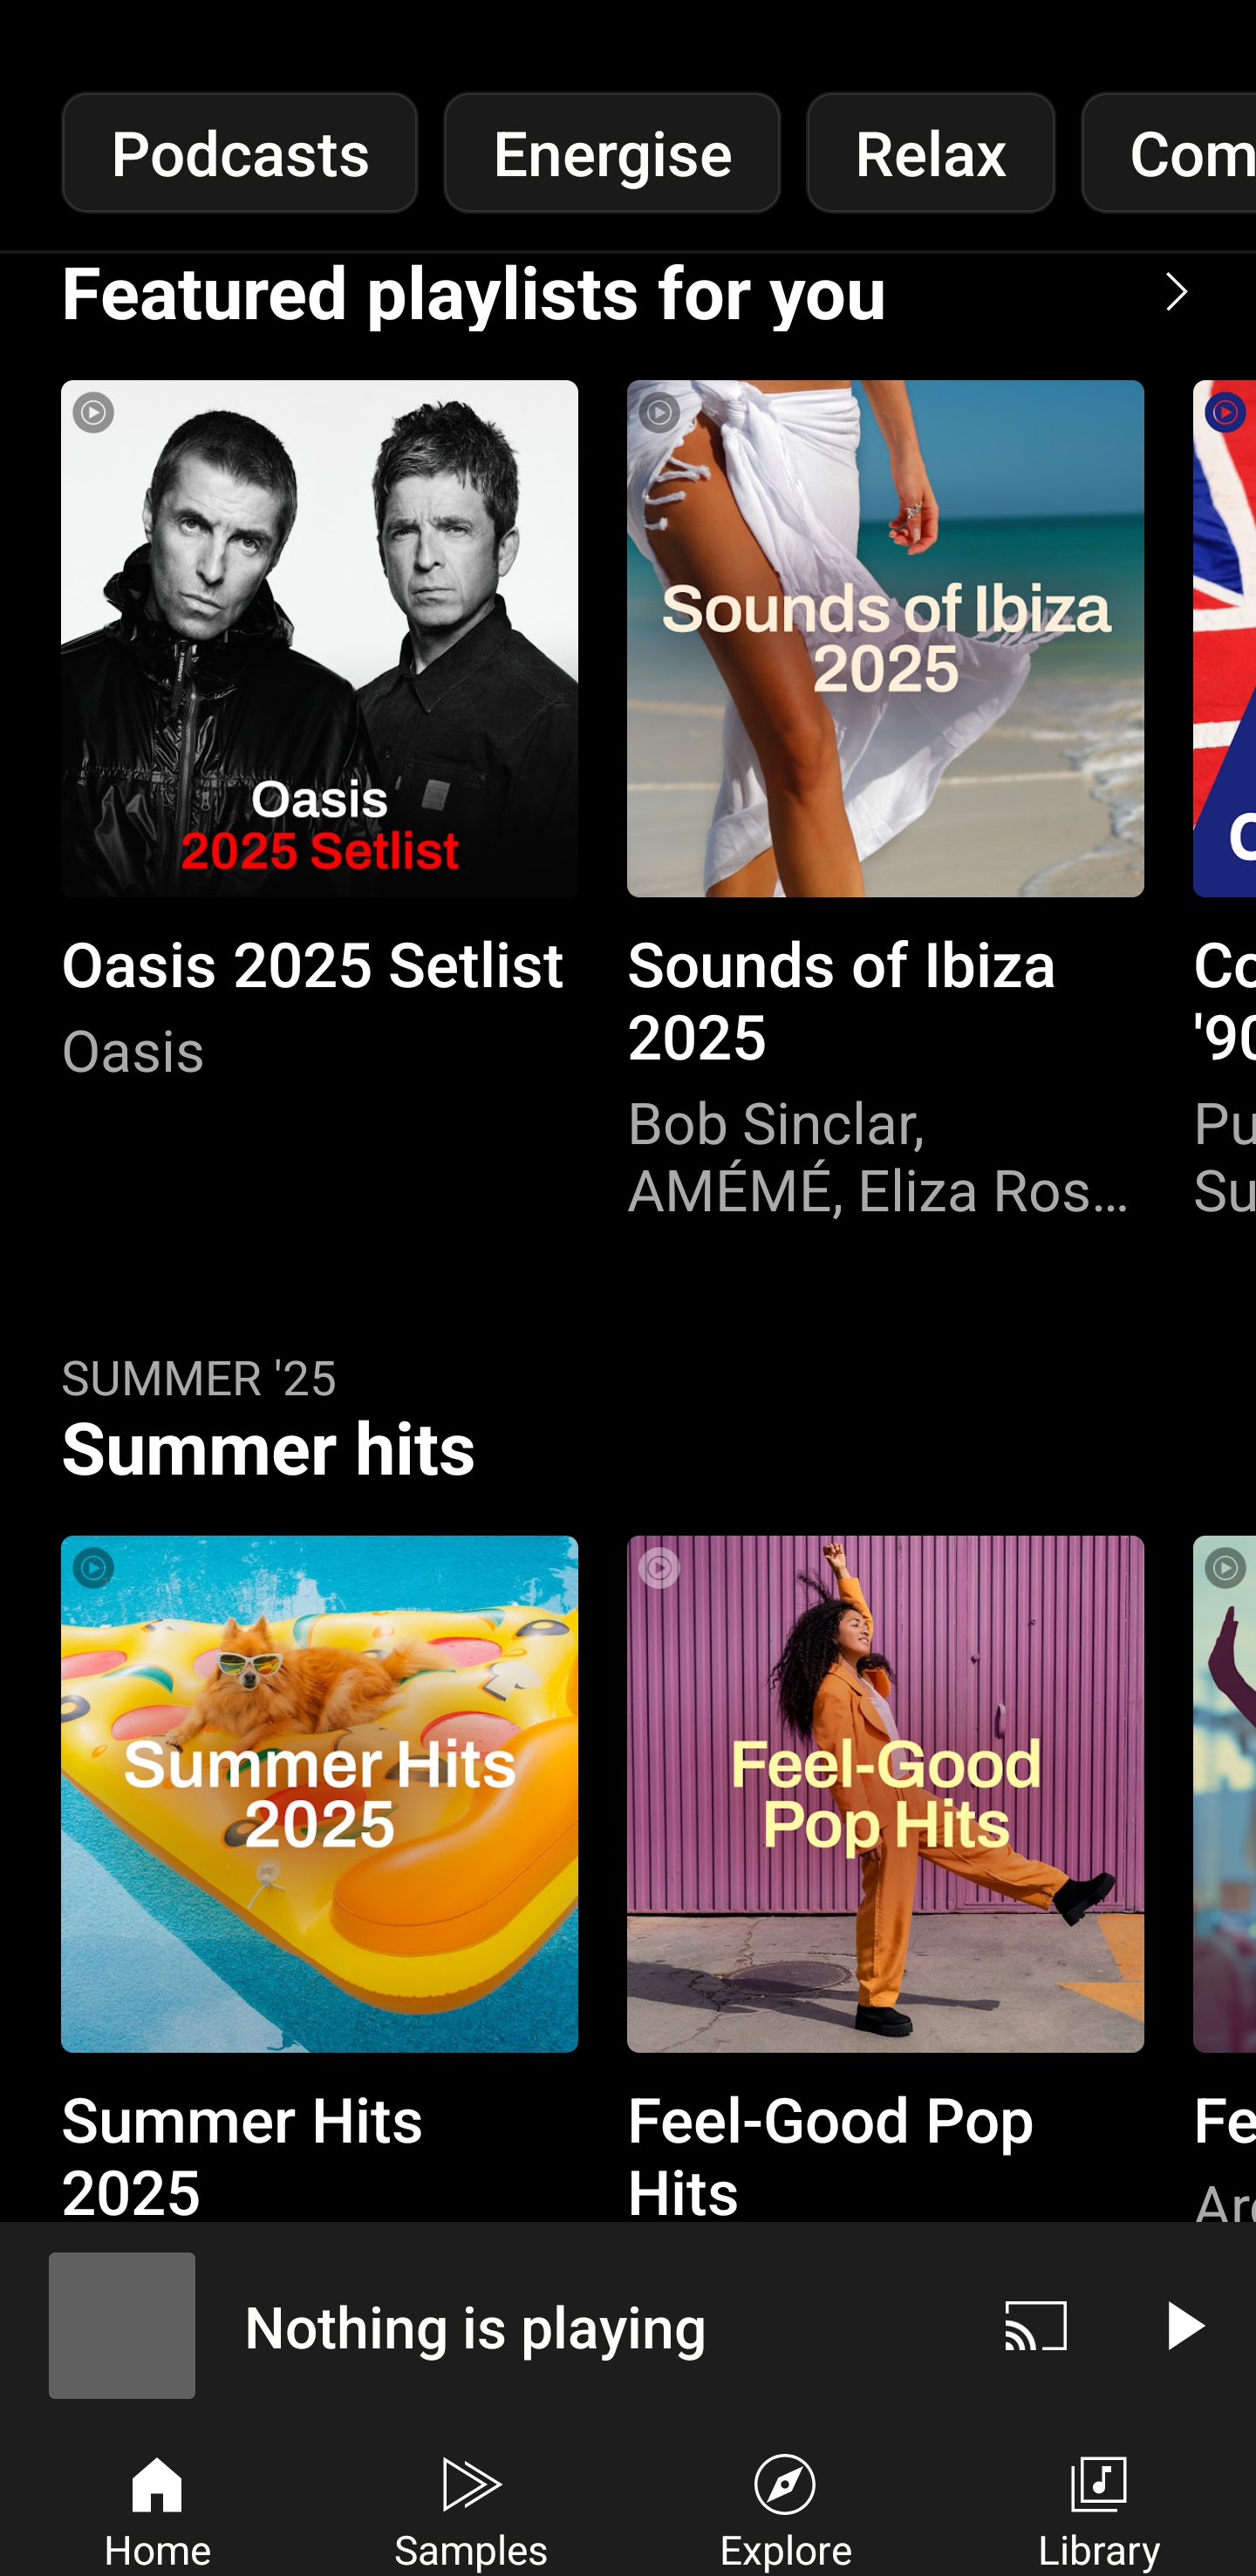 Podcasts
Energise
Relax
Com
Featured playlists for you
Oasis
2025 Setlist
Sounds of Ibiza
2025
Oasis 2025 Setlist
Oasis
Sounds of Ibiza
2025
Bob Sinclar,
AMÉMÉ, Eliza Ros...
Co
'90
Pu
Su
SUMMER '25
Summer hits
Summer Hits
2025
Feel-Good
Pop Hits
Summer Hits
2025
Feel-Good Pop
Hits
Fe
Nothing is playing
Home
Samples
Explore
Library